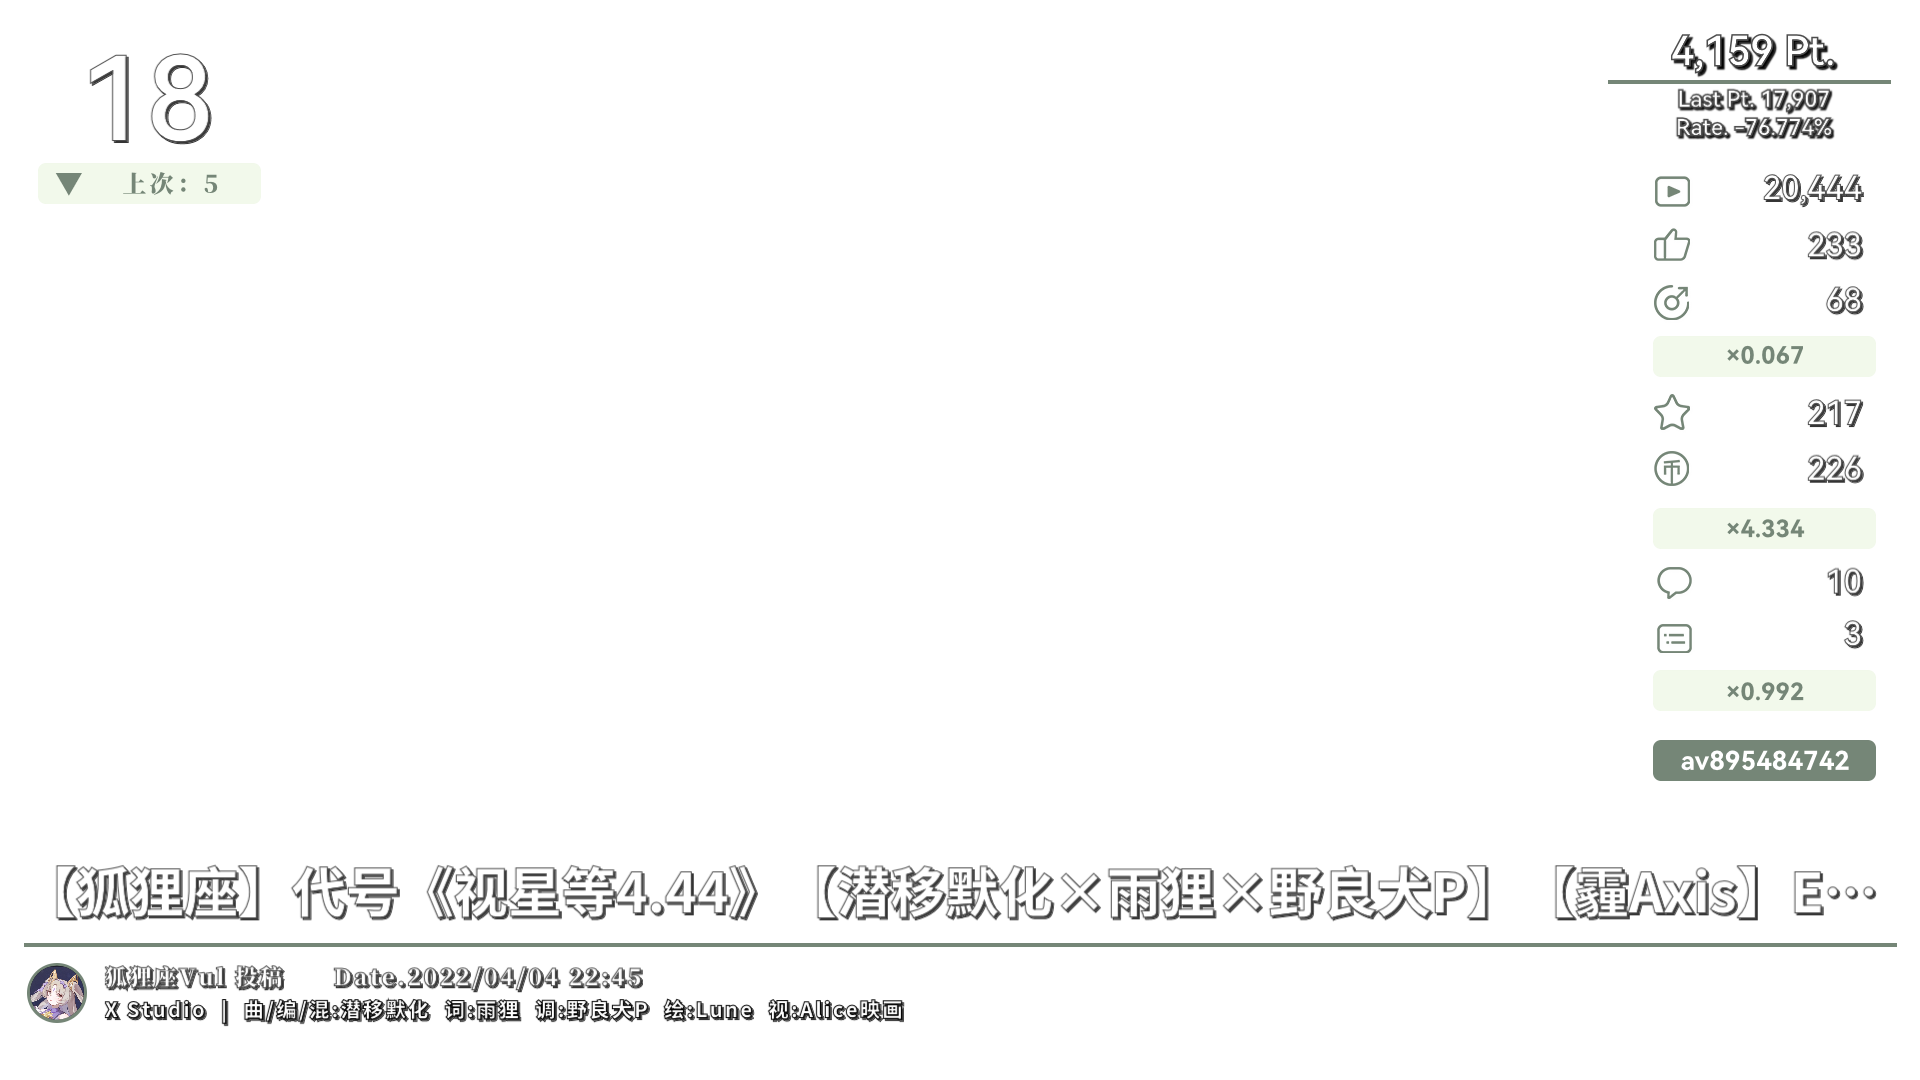 18
▼ 上次：5
4,159 Pt.
Last Pt. 17,907
Rate. -76.774%
20,444
233
68
×0.067
217
226
×4.334
10
3
×0.992
av895484742
【狐狸座】代号《视星等4.44》 【潜移默化×雨狸×野良犬P】 【霾Axis】E…
狐狸座Vul 投稿 Date.2022/04/04 22:45
X Studio | 曲/编/混:潜移默化 词:雨狸 调:野良犬P 绘:Lune 视:Alice映画